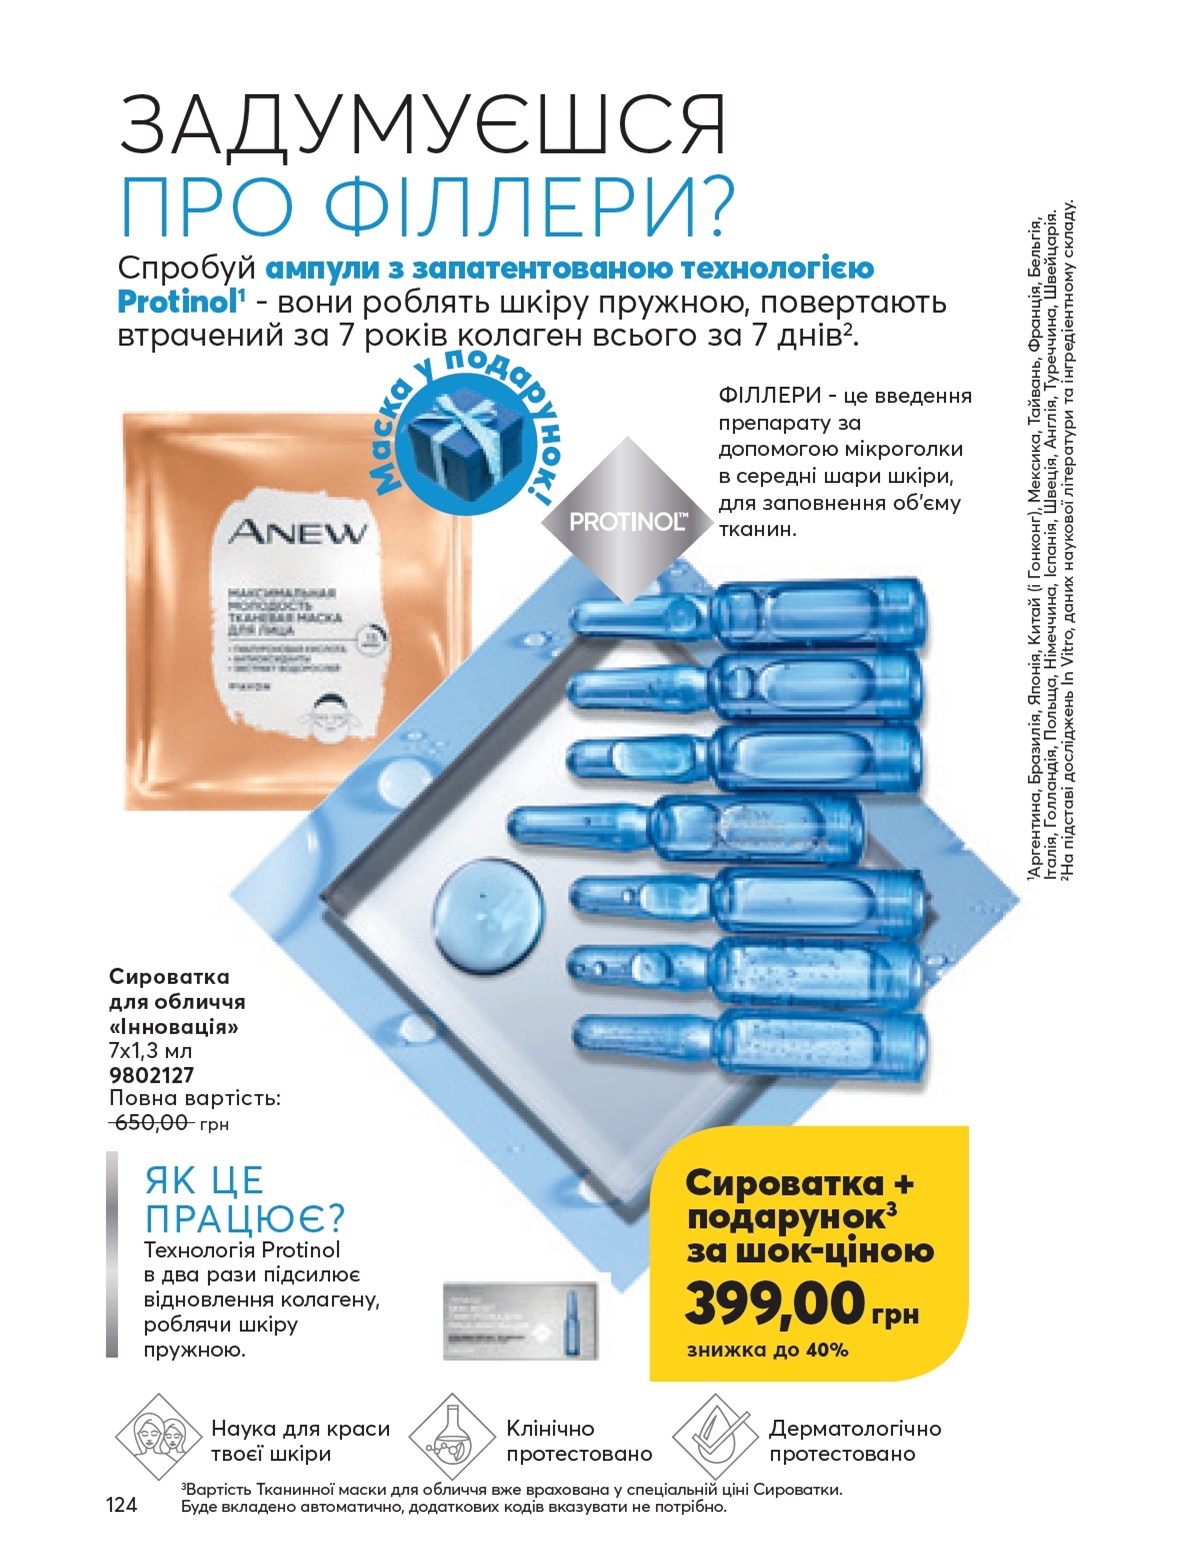 ЗАДУМУЄШСЯ
ПРО ФІЛЛЕРИ?
Спробуй ампули з запатентованою технологією
Protinol¹ - вони роблять шкіру пружною, повертають
втрачений за 7 років колаген всього за 7 днів².
Маска у подарунок!
ФІЛЛЕРИ - це введення
препарату за
допомогою мікроголки
в середні шари шкіри,
для заповнення об’єму
тканин.
PROTINOL™
ANEW
МАКСИМАЛЬНАЯ
МОЛОДОСТЬ
ТКАНЕВАЯ МАСКА
ДЛЯ ЛИЦА
• ГИАЛУРОНОВАЯ КИСЛОТА
• АНТИОКСИДАНТЫ
• ЭКСТРАКТ ВОДОРОСЛЕЙ
ANEW
¹Аргентина, Бразилія, Японія, Китай (і Гонконг), Мексика, Тайвань, Франція, Бельгія,
Італія, Голландія, Польща, Німеччина, Іспанія, Швеція, Англія, Туреччина, Швейцарія.
²На підставі досліджень In Vitro, даних наукової літератури та інгредієнтному складу.
Сироватка
для обличчя
«Інновація»
7x1,3 мл
9802127
Повна вартість:
650,00 грн
ЯК ЦЕ
ПРАЦЮЄ?
Технологія Protinol
в два рази підсилює
відновлення колагену,
роблячи шкіру
пружною.
Сироватка +
подарунок³
за шок-ціною
399,00 грн
знижка до 40%
Наука для краси
твоєї шкіри
Клінічно
протестовано
Дерматологічно
протестовано
³Вартість Тканинної маски для обличчя вже врахована у спеціальній ціні Сироватки.
Буде вкладено автоматично, додаткових кодів вказувати не потрібно.
124